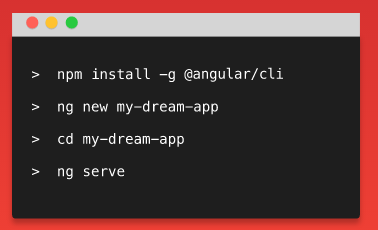 > npm install -g @angular/cli
> ng new my-dream-app
> cd my-dream-app
> ng serve